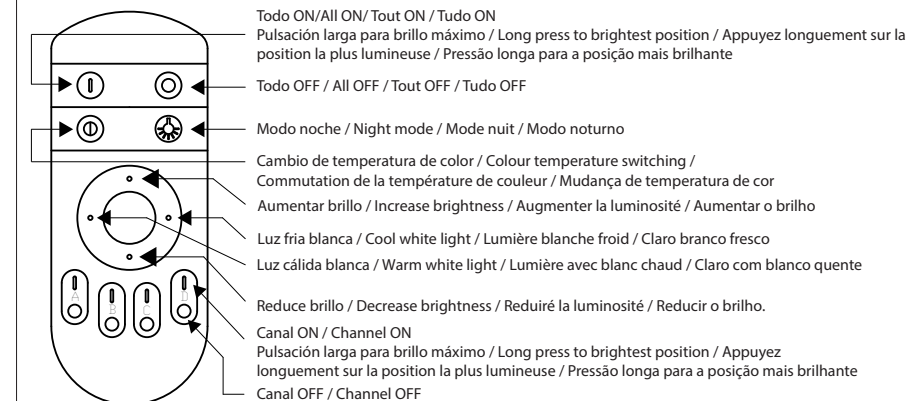 Todo ON/All ON/ Tout ON / Tudo ON
Pulsación larga para brillo máximo / Long press to brightest position / Appuyez longuement sur la
position la plus lumineuse / Pressão longa para a posição mais brilhante
Todo OFF / All OFF / Tout OFF / Tudo OFF
Modo noche / Night mode / Mode nuit / Modo noturno
Cambio de temperatura de color / Colour temperature switching /
Commutation de la température de couleur / Mudança de temperatura de cor
Aumentar brillo / Increase brightness / Augmenter la luminosité / Aumentar o brilho
Luz fria blanca / Cool white light / Lumière blanche froid / Claro branco fresco
Luz cálida blanca / Warm white light / Lumière avec blanc chaud / Claro com blanco quente
Reduce brillo / Decrease brightness / Reduiré la luminosité / Reducir o brilho.
A B C D
Canal ON / Channel ON
Pulsación larga para brillo máximo / Long press to brightest position / Appuyez
longuement sur la position la plus lumineuse / Pressão longa para a posição mais brilhante
Canal OFF / Channel OFF